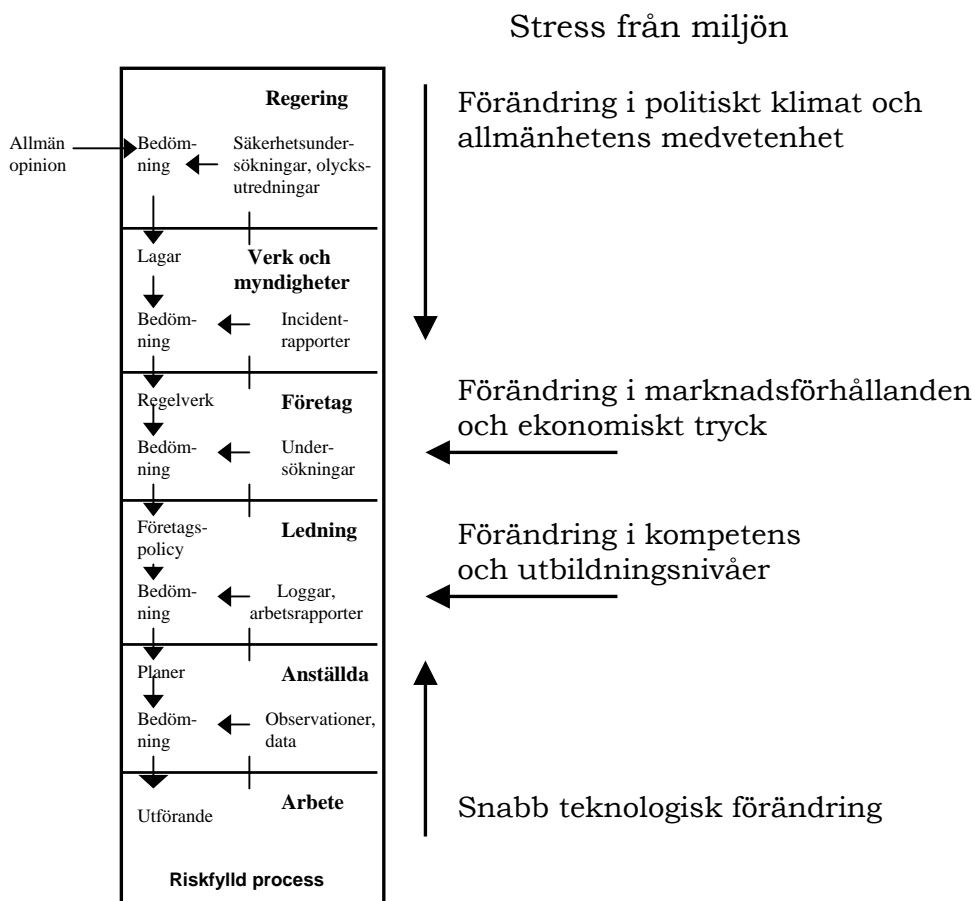 Stress från miljön
Regering
Förändring i politiskt klimat och
allmänhetens medvetenhet
Allmän
opinion
Bedöm-
ning
Säkerhetsunder-
sökningar, olycks-
utredningar
Lagar
Verk och
myndigheter
Bedöm-
ning
Incident-
rapporter
Regelverk
Företag
Förändring i marknadsförhållanden
och ekonomiskt tryck
Bedöm-
ning
Under-
sökningar
Företags-
policy
Ledning
Förändring i kompetens
och utbildningsnivåer
Bedöm-
ning
Loggar,
arbetsrapporter
Planer
Anställda
Bedöm-
ning
Observationer,
data
Utförande
Arbete
Snabb teknologisk förändring
Riskfylld process